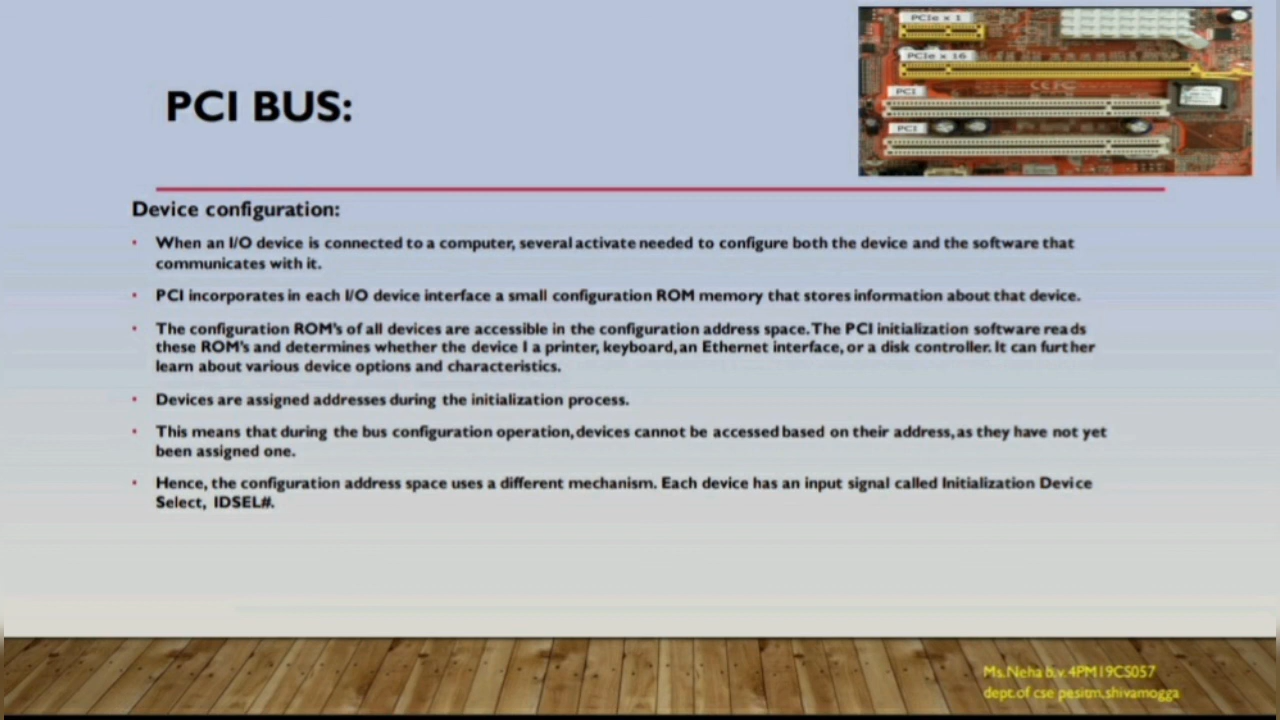 PCIe x 1
PCIe x 16
PCI
PCI
PCI BUS:
Device configuration:
• When an I/O device is connected to a computer, several activate needed to configure both the device and the software that
communicates with it.
• PCI incorporates in each I/O device interface a small configuration ROM memory that stores information about that device.
• The configuration ROM's of all devices are accessible in the configuration address space. The PCI initialization software reads
these ROM's and determines whether the device I a printer, keyboard, an Ethernet interface, or a disk controller. It can further
learn about various device options and characteristics.
• Devices are assigned addresses during the initialization process.
• This means that during the bus configuration operation, devices cannot be accessed based on their address, as they have not yet
been assigned one.
• Hence, the configuration address space uses a different mechanism. Each device has an input signal called Initialization Device
Select, IDSEL#.
Ms.Neha b.v.4PM19CS057
dept.of cse pesitm.shivamogga